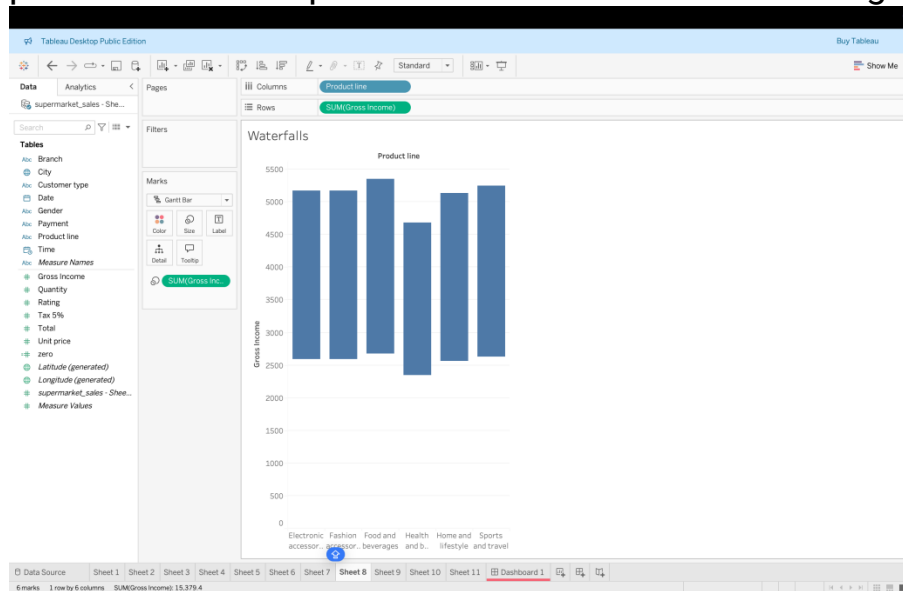 Tableau Desktop Public Edition
Buy Tableau
Standard
Show Me
Data
Analytics
Pages
Columns
Product line
supermarket_sales - She...
Rows
SUM(Gross Income)
Search
Filters
Waterfalls
Tables
Product line
Abc Branch
City
Abc Customer type
Date
Abc Gender
Abc Payment
Abc Product line
Time
Abc Measure Names
Gross Income
Quantity
Rating
Tax 5%
Total
Unit price
zero
Latitude (generated)
Longitude (generated)
supermarket_sales - Shee...
Measure Values
Marks
Gantt Bar
Color
Size
Label
Detail
Tooltip
SUM(Gross Inc..
5500
5000
4500
4000
3500
3000
2500
2000
1500
1000
500
0
Gross Income
Electronic accessor..
Fashion accessor..
Food and beverages
Health and b..
Home and lifestyle
Sports and travel
Data Source
Sheet 1
Sheet 2
Sheet 3
Sheet 4
Sheet 5
Sheet 6
Sheet 7
Sheet 8
Sheet 9
Sheet 10
Sheet 11
Dashboard 1
6 marks
1 row by 6 columns
SUM(Gross Income): 15,379.4